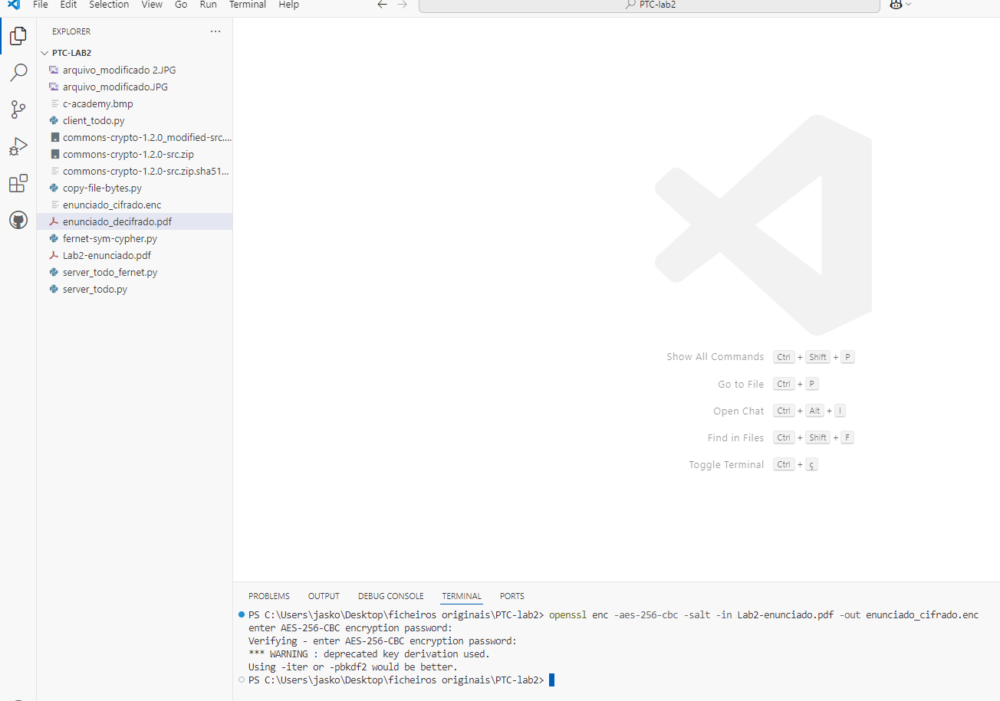 File Edit Selection View Go Run Terminal Help
PTC-lab2
EXPLORER
PTC-LAB2
arquivo_modificado 2.JPG
arquivo_modificado.JPG
c-academy.bmp
client_todo.py
commons-crypto-1.2.0_modified-src....
commons-crypto-1.2.0-src.zip
commons-crypto-1.2.0-src.zip.sha51...
copy-file-bytes.py
enunciado_cifrado.enc
enunciado_decifrado.pdf
fernet-sym-cypher.py
Lab2-enunciado.pdf
server_todo_fernet.py
server_todo.py
Show All Commands Ctrl + Shift + P
Go to File Ctrl + P
Open Chat Ctrl + Alt + I
Find in Files Ctrl + Shift + F
Toggle Terminal Ctrl + ç
PROBLEMS OUTPUT DEBUG CONSOLE TERMINAL PORTS
PS C:\Users\jasko\Desktop\ficheiros originais\PTC-lab2> openssl enc -aes-256-cbc -salt -in Lab2-enunciado.pdf -out enunciado_cifrado.enc
enter AES-256-CBC encryption password:
Verifying - enter AES-256-CBC encryption password:
*** WARNING : deprecated key derivation used.
Using -iter or -pbkdf2 would be better.
PS C:\Users\jasko\Desktop\ficheiros originais\PTC-lab2>